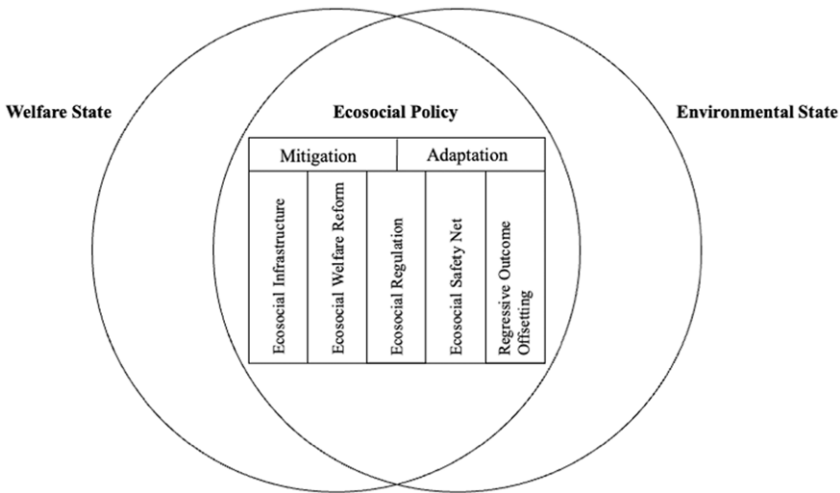 Welfare State
Ecosocial Policy
Environmental State
Mitigation
Adaptation
Ecosocial Infrastructure
Ecosocial Welfare Reform
Ecosocial Regulation
Ecosocial Safety Net
Regressive Outcome
Offsetting